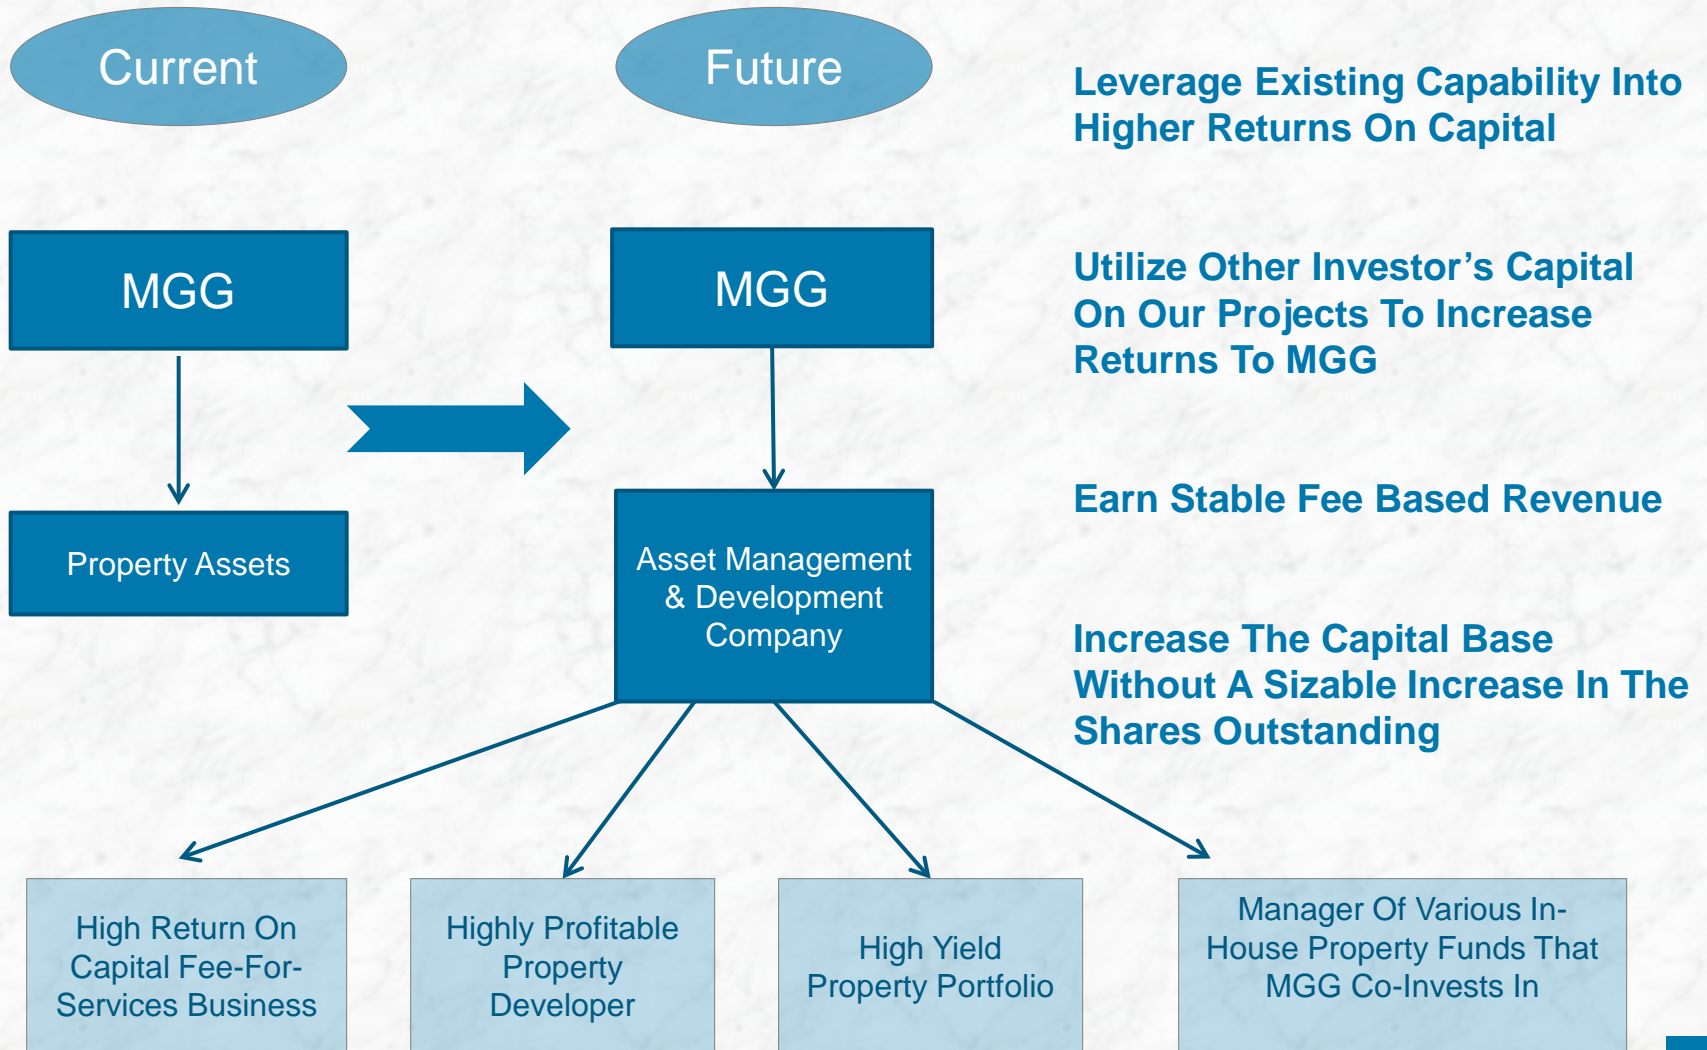 Current
Future
Leverage Existing Capability Into
Higher Returns On Capital
MGG
MGG
Utilize Other Investor’s Capital
On Our Projects To Increase
Returns To MGG
Property Assets
Asset Management
& Development
Company
Earn Stable Fee Based Revenue
Increase The Capital Base
Without A Sizable Increase In The
Shares Outstanding
High Return On
Capital Fee-For-
Services Business
Highly Profitable
Property
Developer
High Yield
Property Portfolio
Manager Of Various In-
House Property Funds That
MGG Co-Invests In